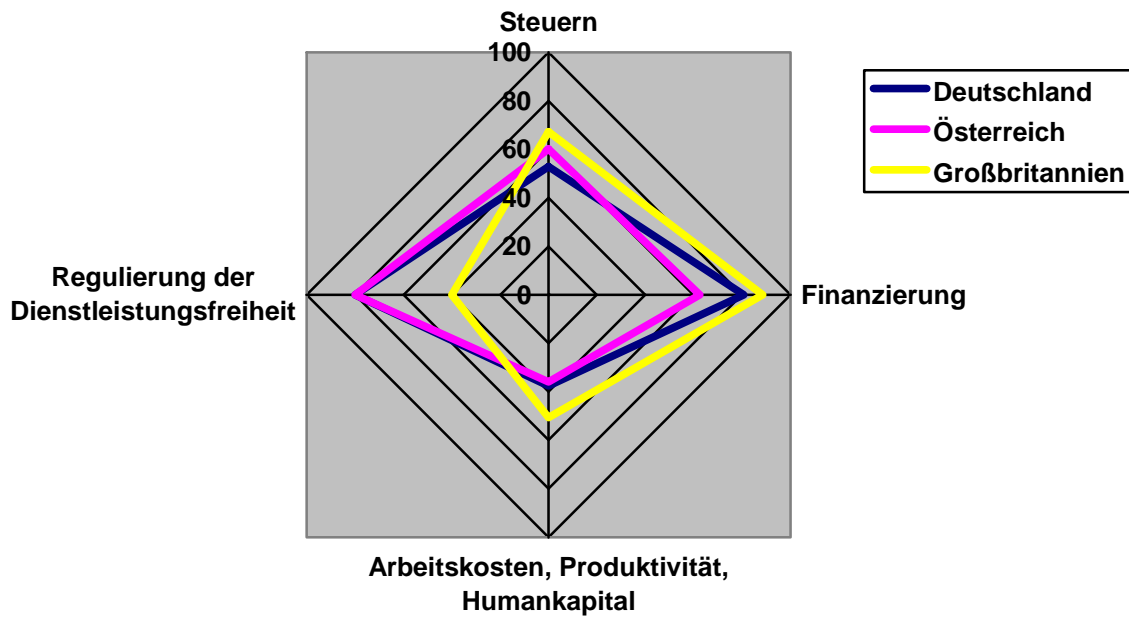 Steuern
100
80
60
40
20
0
Deutschland
Österreich
Großbritannien
Regulierung der
Dienstleistungsfreiheit
Finanzierung
Arbeitskosten, Produktivität,
Humankapital